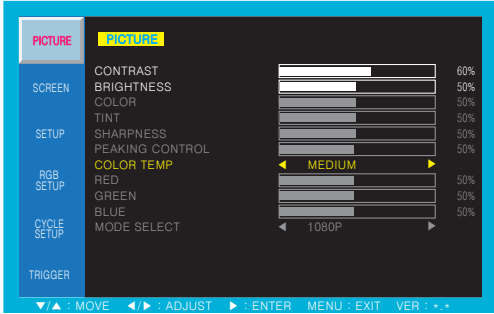 PICTURE
SCREEN
SETUP
RGB
SETUP
CYCLE
SETUP
TRIGGER
PICTURE
CONTRAST 60%
BRIGHTNESS 50%
COLOR 50%
TINT 50%
SHARPNESS 50%
PEAKING CONTROL 50%
COLOR TEMP ◀ MEDIUM ▶
RED 50%
GREEN 50%
BLUE 50%
MODE SELECT ◀ 1080P ▶
▼/▲ : MOVE ◀/▶ : ADJUST ▶ : ENTER MENU : EXIT VER : *.*